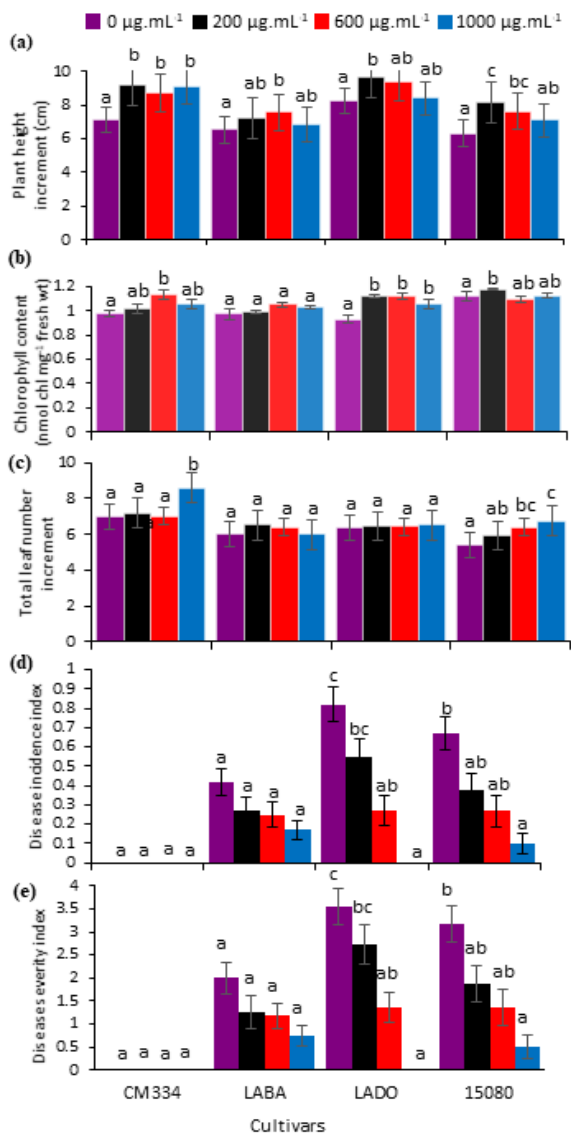 0 µg.mL⁻¹ 200 µg.mL⁻¹ 600 µg.mL⁻¹ 1000 µg.mL⁻¹
(a)
Plant height
increment (cm)
10
8
6
4
2
0
a b b b a ab b ab a b ab ab a c bc ab
(b)
Chlorophyll content
(nmol chl mg⁻¹ fresh wt)
1.2
1
0.8
0.6
0.4
0.2
0
a ab b ab a a a a a b b b a b ab ab
(c)
Total leaf number
increment
10
8
6
4
2
0
a a a b a a a a a a a a a ab bc c
a
(d)
Disease incidence index
1
0.9
0.8
0.7
0.6
0.5
0.4
0.3
0.2
0.1
0
a a a a a a a a c bc ab a b ab ab a
(e)
Diseases everity index
4
3.5
3
2.5
2
1.5
1
0.5
0
a a a a a a a a c bc ab a b ab ab a
CM334 LABA LADO 15080
Cultivars